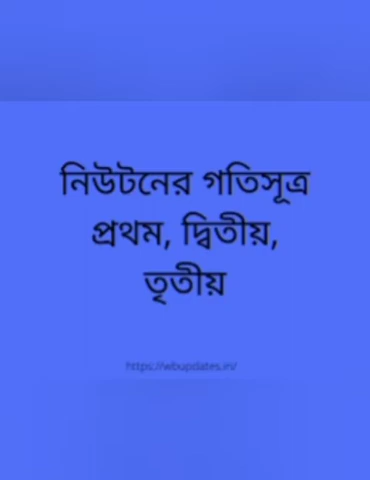 নিউটনের গতিসূত্র
প্রথম, দ্বিতীয়,
তৃতীয়
https://wbupdates.in/